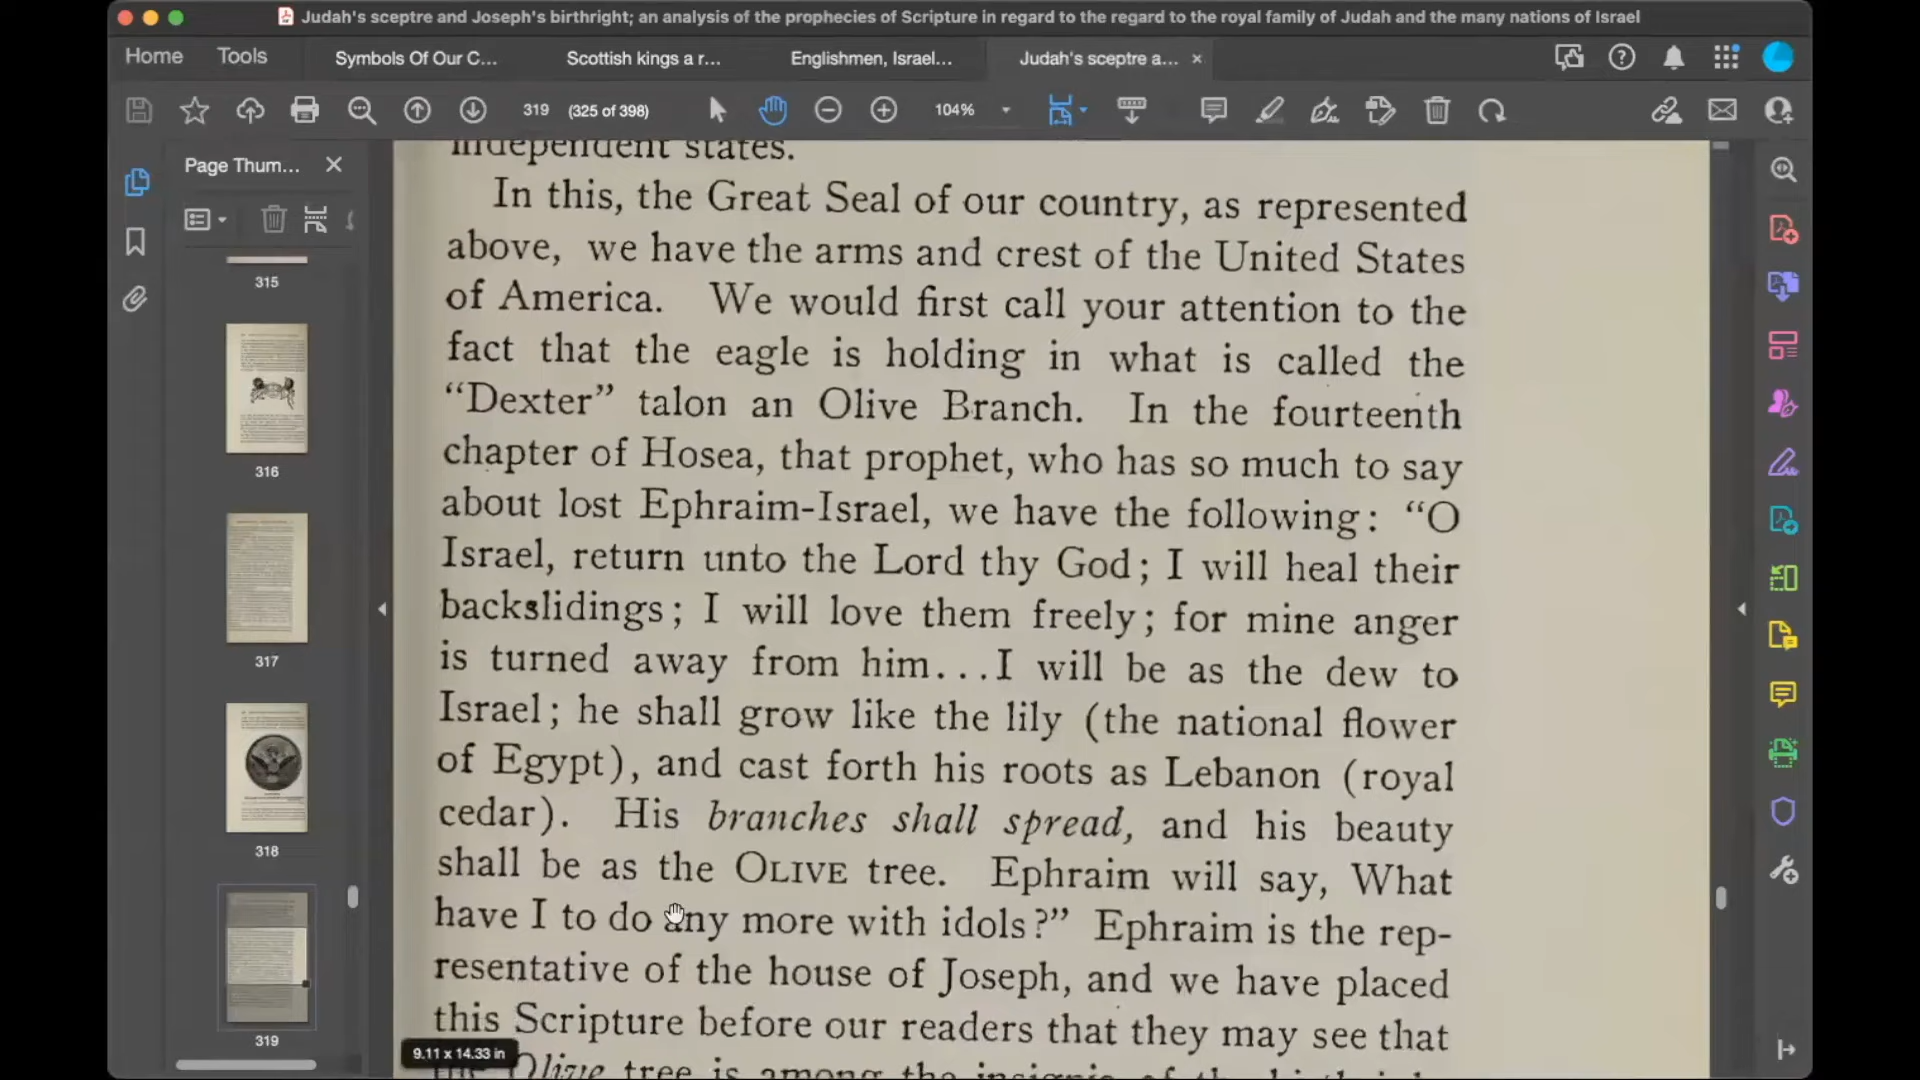 Judah's sceptre and Joseph's birthright; an analysis of the prophecies of Scripture in regard to the regard to the royal family of Judah and the many nations of Israel
Home Tools Symbols Of Our C... Scottish kings a r... Englishmen, Israel... Judah's sceptre a...
319 (325 of 398) 104%
Page Thum...
315
316
317
318
319
independent states.
In this, the Great Seal of our country, as represented
above, we have the arms and crest of the United States
of America. We would first call your attention to the
fact that the eagle is holding in what is called the
“Dexter” talon an Olive Branch. In the fourteenth
chapter of Hosea, that prophet, who has so much to say
about lost Ephraim-Israel, we have the following: “O
Israel, return unto the Lord thy God; I will heal their
backslidings; I will love them freely; for mine anger
is turned away from him...I will be as the dew to
Israel; he shall grow like the lily (the national flower
of Egypt), and cast forth his roots as Lebanon (royal
cedar). His branches shall spread, and his beauty
shall be as the OLIVE tree. Ephraim will say, What
have I to do any more with idols?” Ephraim is the rep-
resentative of the house of Joseph, and we have placed
this Scripture before our readers that they may see that
the Olive tree is among the insignia of the birthright
9.11 x 14.33 in